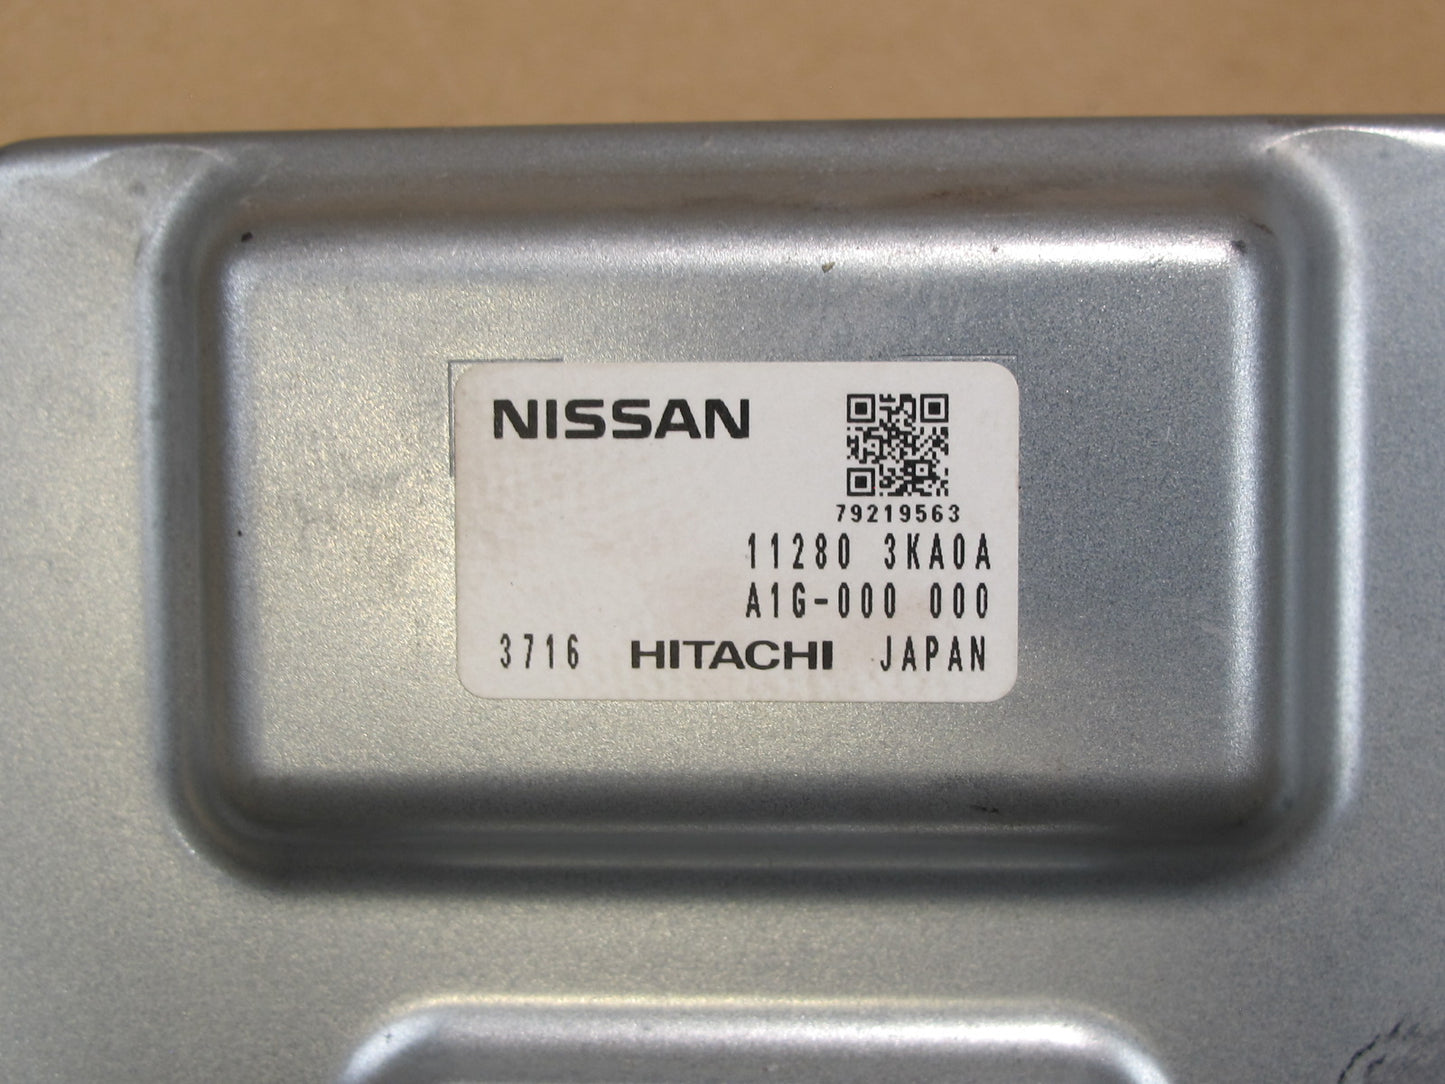 NISSAN
79219563
11280 3KA0A
A1G-000 000
3716 HITACHI JAPAN